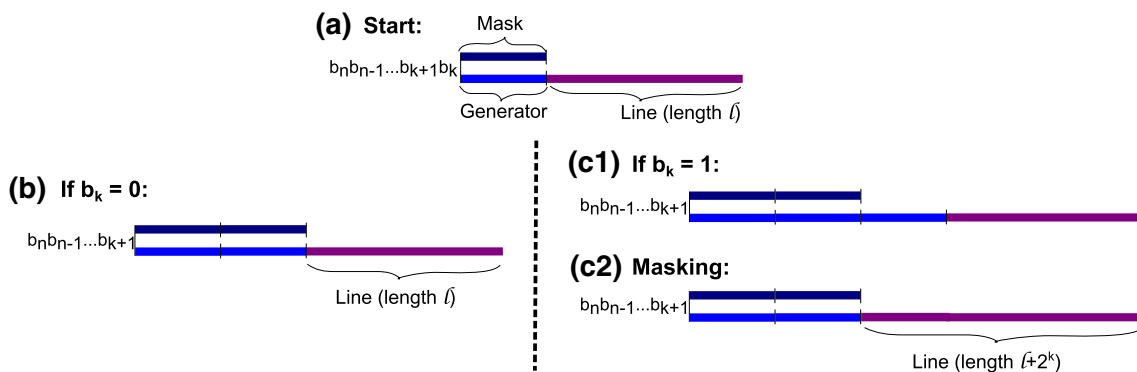 (a) Start:
Mask
bₙbₙ₋₁...bₖ₊₁bₖ
Generator
Line (length ℓ)
(b) If bₖ = 0:
bₙbₙ₋₁...bₖ₊₁
Line (length ℓ)
(c1) If bₖ = 1:
bₙbₙ₋₁...bₖ₊₁
(c2) Masking:
bₙbₙ₋₁...bₖ₊₁
Line (length ℓ+2ᵏ)